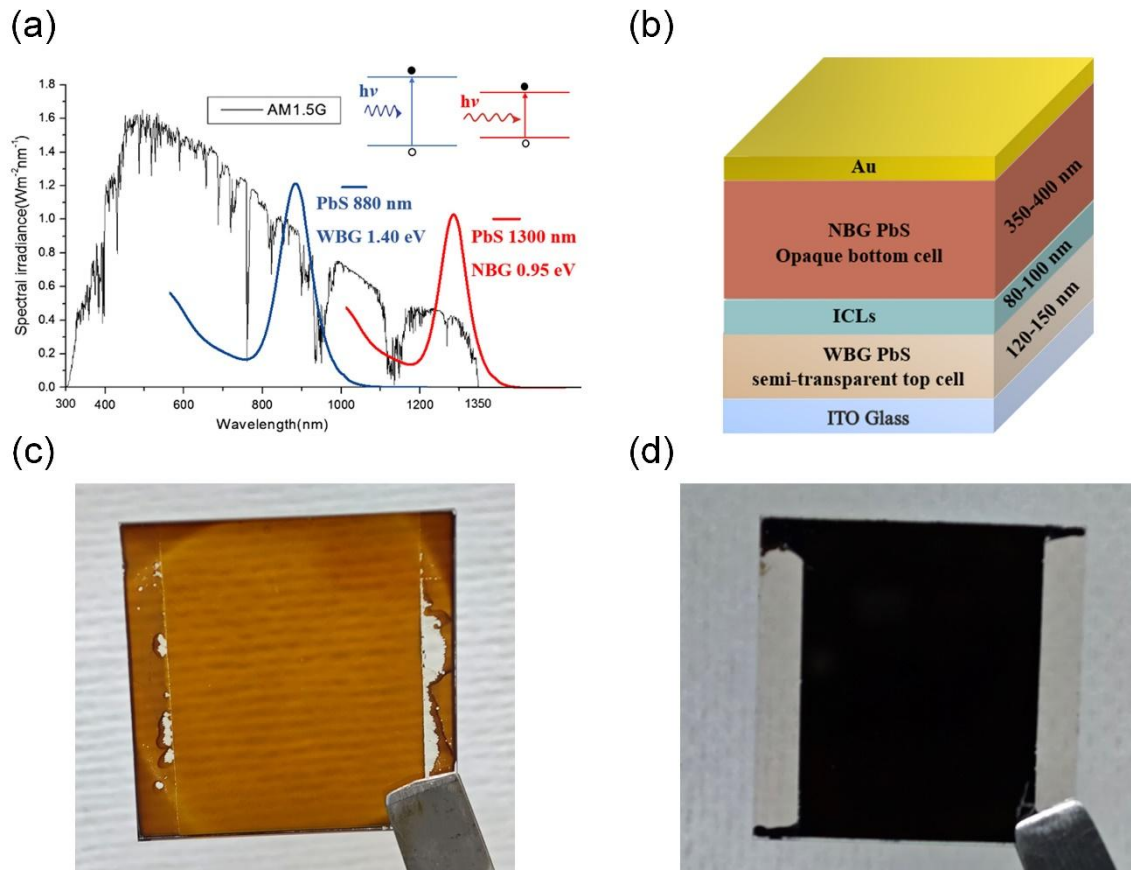 (a)
(b)
1.8
1.6
1.4
1.2
1.0
0.8
0.6
0.4
0.2
0.0
Spectral irradiance(Wm-2nm-1)
AM1.5G
hν
hν
PbS 880 nm
WBG 1.40 eV
PbS 1300 nm
NBG 0.95 eV
300 400 600 800 1000 1200 1350
Wavelength(nm)
Au
NBG PbS
Opaque bottom cell
350-400 nm
ICLs
80-100 nm
WBG PbS
semi-transparent top cell
120-150 nm
ITO Glass
(c)
(d)